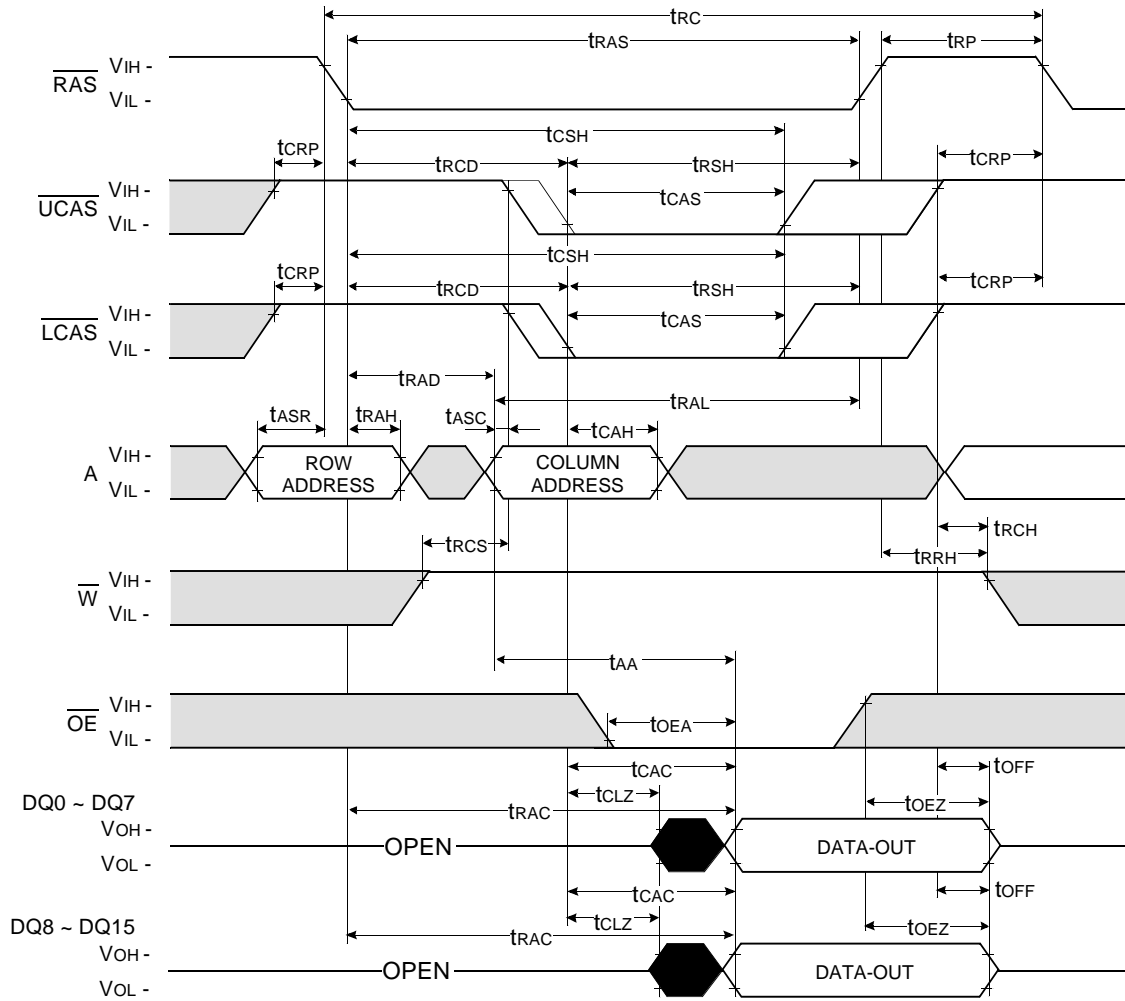 tRC
tRAS
tRP
RAS
VIH -
VIL -
tCSH
tCRP
tRCD
tRSH
tCRP
UCAS
VIH -
VIL -
tCAS
tCSH
tCRP
tRCD
tRSH
tCRP
LCAS
VIH -
VIL -
tCAS
tRAD
tRAL
tASR
tRAH
tASC
tCAH
A
VIH -
VIL -
ROW
ADDRESS
COLUMN
ADDRESS
tRCS
tRCH
tRRH
W
VIH -
VIL -
tAA
OE
VIH -
VIL -
tOEA
tCAC
tOFF
tCLZ
tOEZ
DQ0 ~ DQ7
tRAC
VOH -
VOL -
OPEN
DATA-OUT
tCAC
tOFF
tCLZ
tOEZ
DQ8 ~ DQ15
tRAC
VOH -
VOL -
OPEN
DATA-OUT